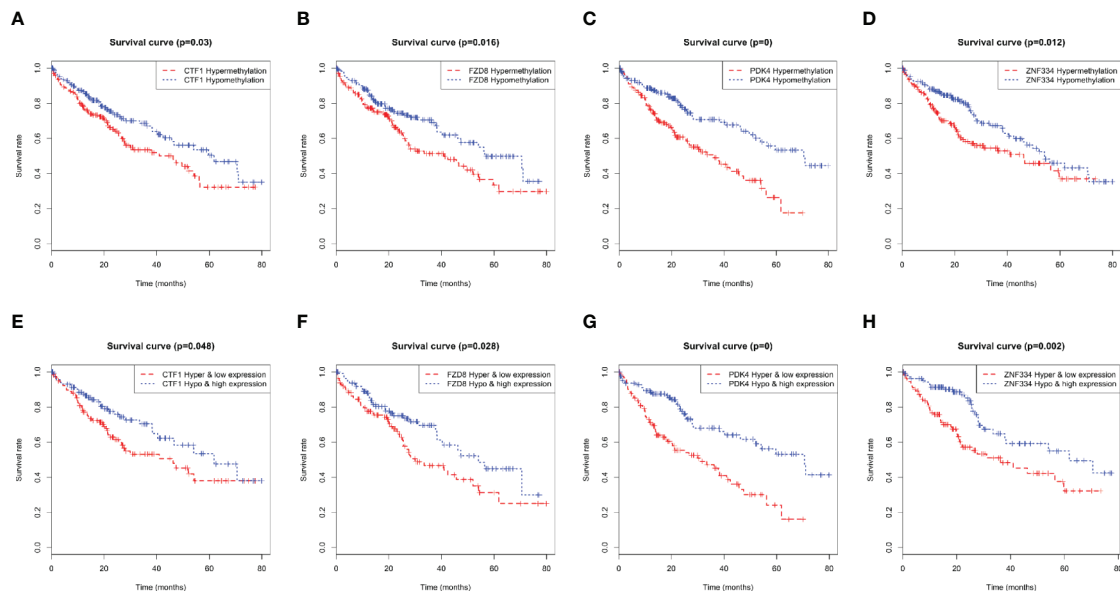 A
Survival curve (p=0.03)
CTF1 Hypermethylation
CTF1 Hypomethylation
Survival rate
0.0 0.2 0.4 0.6 0.8 1.0
0 20 40 60 80
Time (months)
B
Survival curve (p=0.016)
FZD8 Hypermethylation
FZD8 Hypomethylation
Survival rate
0.0 0.2 0.4 0.6 0.8 1.0
0 20 40 60 80
Time (months)
C
Survival curve (p=0)
PDK4 Hypermethylation
PDK4 Hypomethylation
Survival rate
0.0 0.2 0.4 0.6 0.8 1.0
0 20 40 60 80
Time (months)
D
Survival curve (p=0.012)
ZNF334 Hypermethylation
ZNF334 Hypomethylation
Survival rate
0.0 0.2 0.4 0.6 0.8 1.0
0 20 40 60 80
Time (months)
E
Survival curve (p=0.048)
CTF1 Hyper & low expression
CTF1 Hypo & high expression
Survival rate
0.0 0.2 0.4 0.6 0.8 1.0
0 20 40 60 80
Time (months)
F
Survival curve (p=0.028)
FZD8 Hyper & low expression
FZD8 Hypo & high expression
Survival rate
0.0 0.2 0.4 0.6 0.8 1.0
0 20 40 60 80
Time (months)
G
Survival curve (p=0)
PDK4 Hyper & low expression
PDK4 Hypo & high expression
Survival rate
0.0 0.2 0.4 0.6 0.8 1.0
0 20 40 60 80
Time (months)
H
Survival curve (p=0.002)
ZNF334 Hyper & low expression
ZNF334 Hypo & high expression
Survival rate
0.0 0.2 0.4 0.6 0.8 1.0
0 20 40 60 80
Time (months)